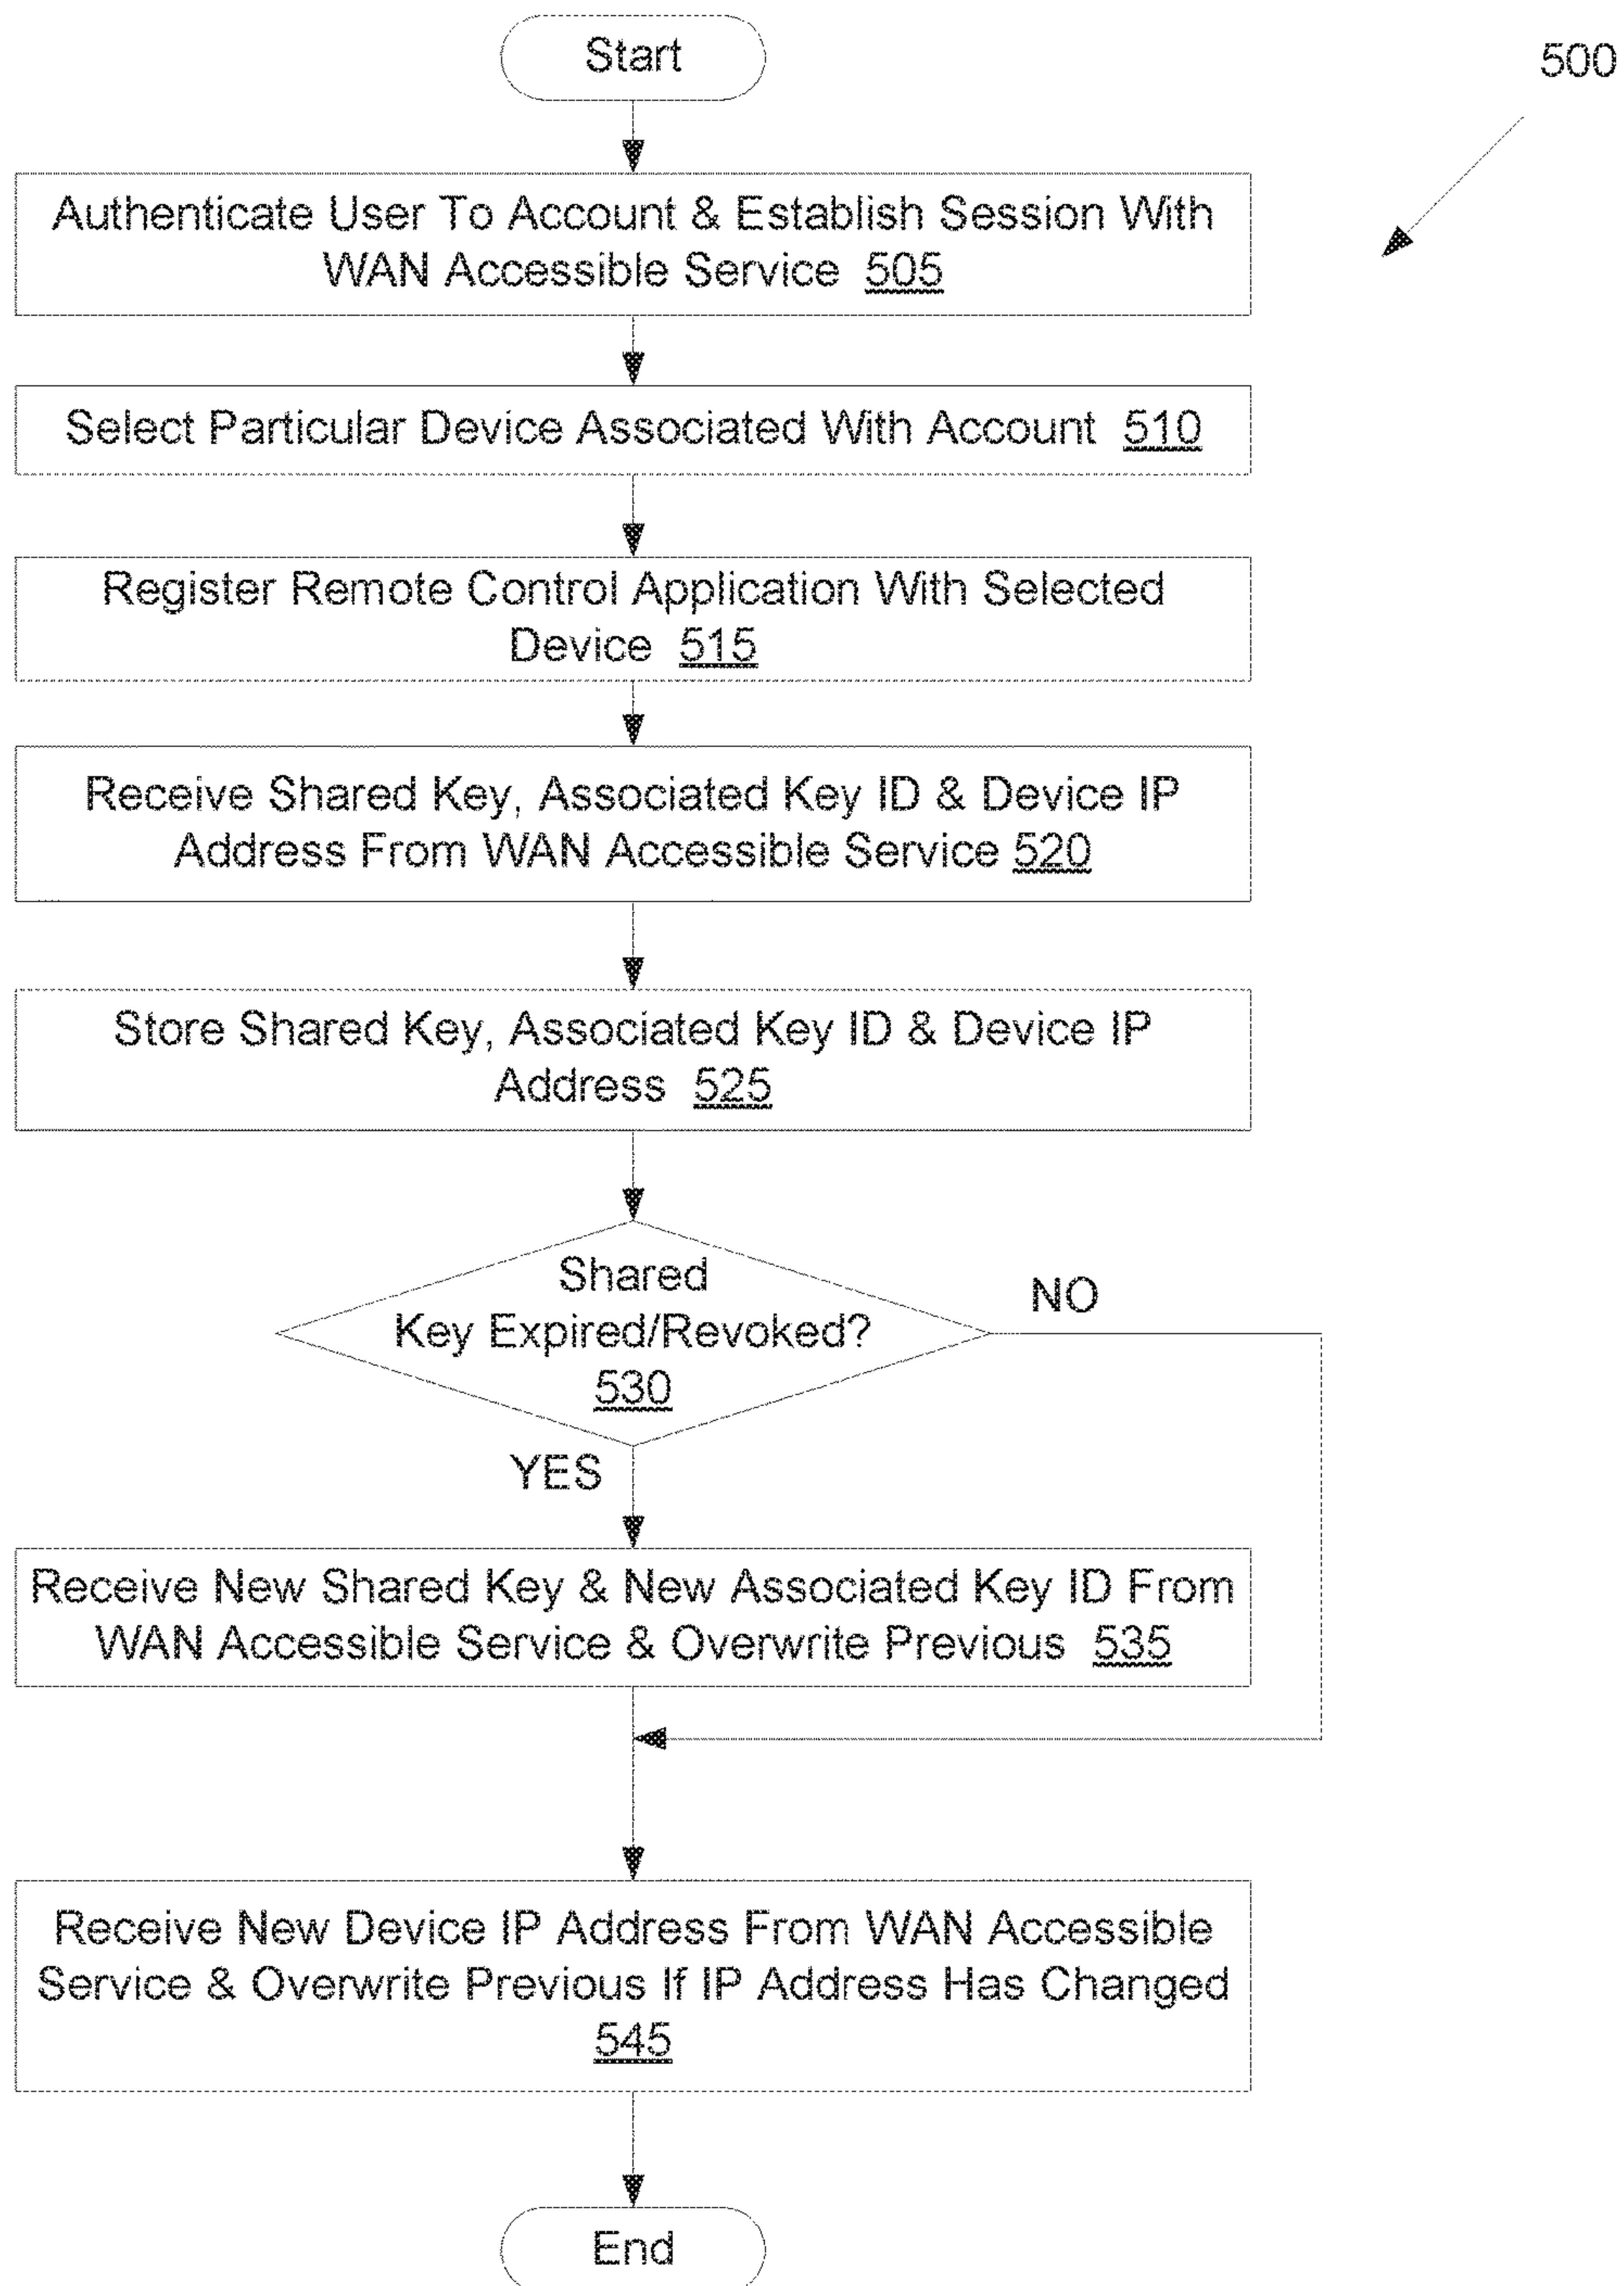 Start
500
Authenticate User To Account & Establish Session With
WAN Accessible Service 505
Select Particular Device Associated With Account 510
Register Remote Control Application With Selected
Device 515
Receive Shared Key, Associated Key ID & Device IP
Address From WAN Accessible Service 520
Store Shared Key, Associated Key ID & Device IP
Address 525
Shared
Key Expired/Revoked?
530
NO
YES
Receive New Shared Key & New Associated Key ID From
WAN Accessible Service & Overwrite Previous 535
Receive New Device IP Address From WAN Accessible
Service & Overwrite Previous If IP Address Has Changed
545
End